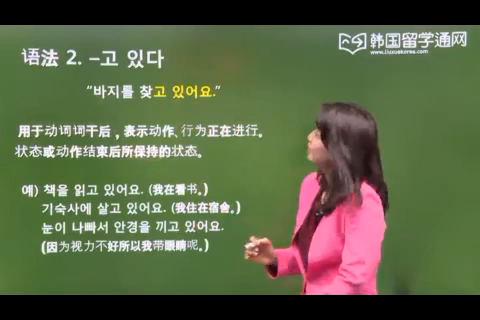 韩国留学通网
www.liuxuekorea.com
语法 2. –고 있다
“바지를 찾고 있어요.”
用于动词词干后，表示动作、行为正在进行。
状态或动作结束后所保持的状态。
예) 책을 읽고 있어요. (我在看书。)
기숙사에 살고 있어요. (我住在宿舍。)
눈이 나빠서 안경을 끼고 있어요.
(因为视力不好所以我带眼睛呢。)